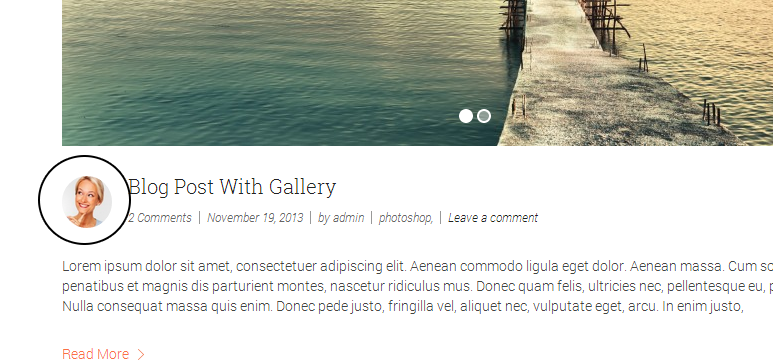 Blog Post With Gallery
2 Comments | November 19, 2013 | by admin | photoshop, | Leave a comment
Lorem ipsum dolor sit amet, consectetuer adipiscing elit. Aenean commodo ligula eget dolor. Aenean massa. Cum
penatibus et magnis dis parturient montes, nascetur ridiculus mus. Donec quam felis, ultricies nec, pellentesque eu,
Nulla consequat massa quis enim. Donec pede justo, fringilla vel, aliquet nec, vulputate eget, arcu. In enim justo,
Read More